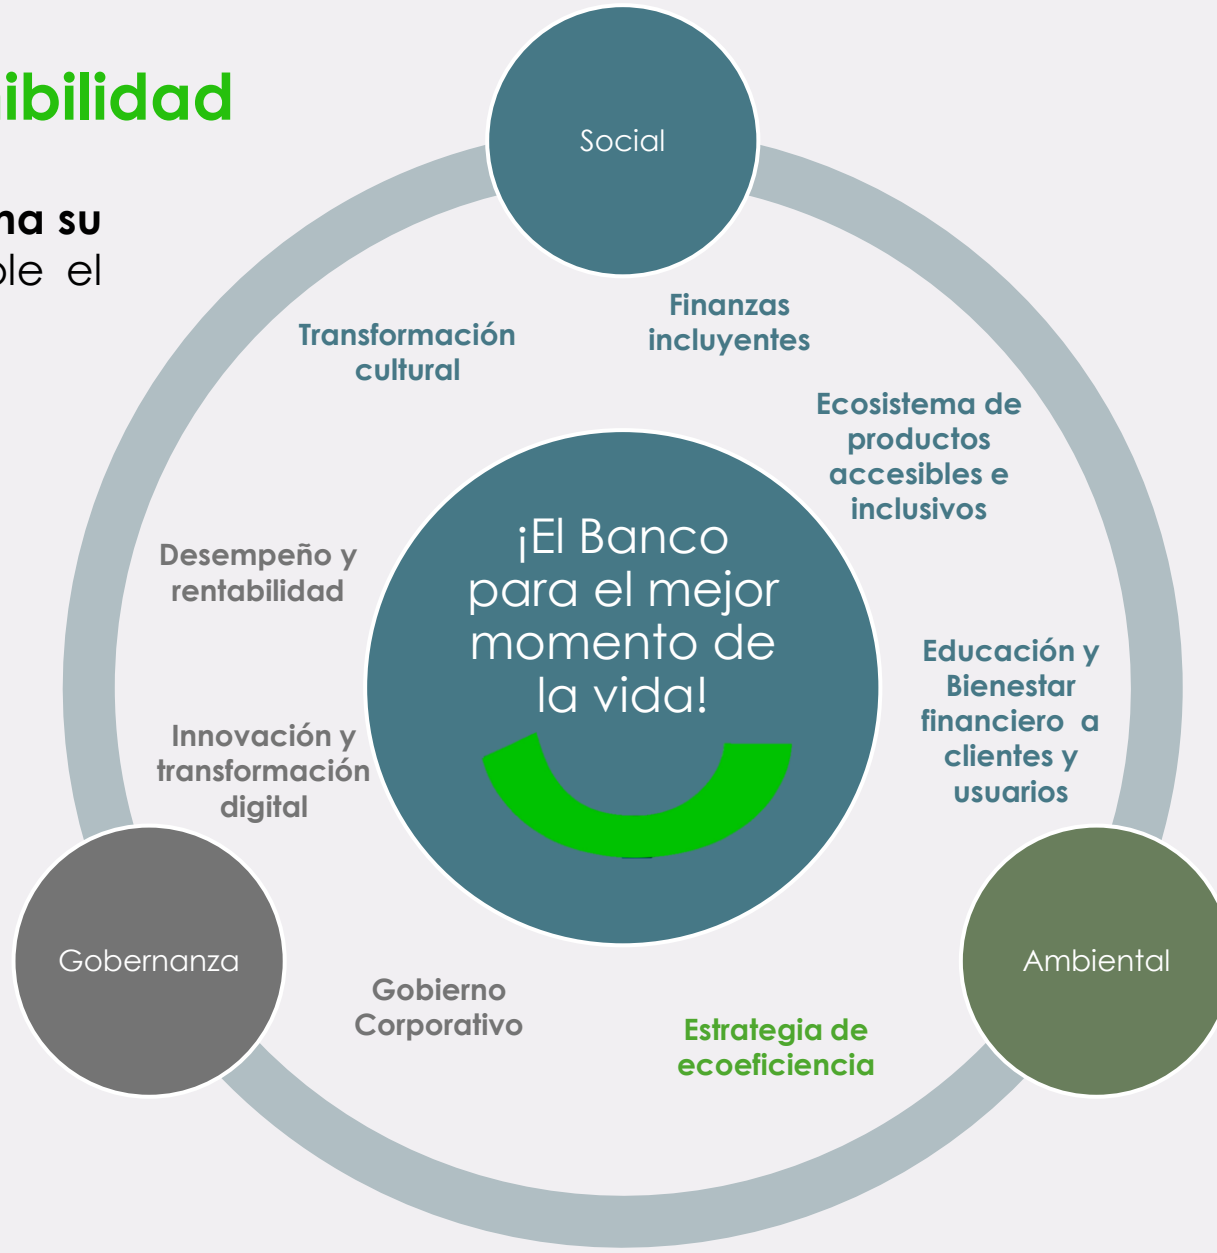 nibilidad
na su
ble el
Social
Transformación
cultural
Finanzas
incluyentes
Ecosistema de
productos
accesibles e
inclusivos
¡El Banco
para el mejor
momento de
la vida!
Desempeño y
rentabilidad
Innovación y
transformación
digital
Educación y
Bienestar
financiero a
clientes y
usuarios
Gobernanza
Ambiental
Gobierno
Corporativo
Estrategia de
ecoeficiencia